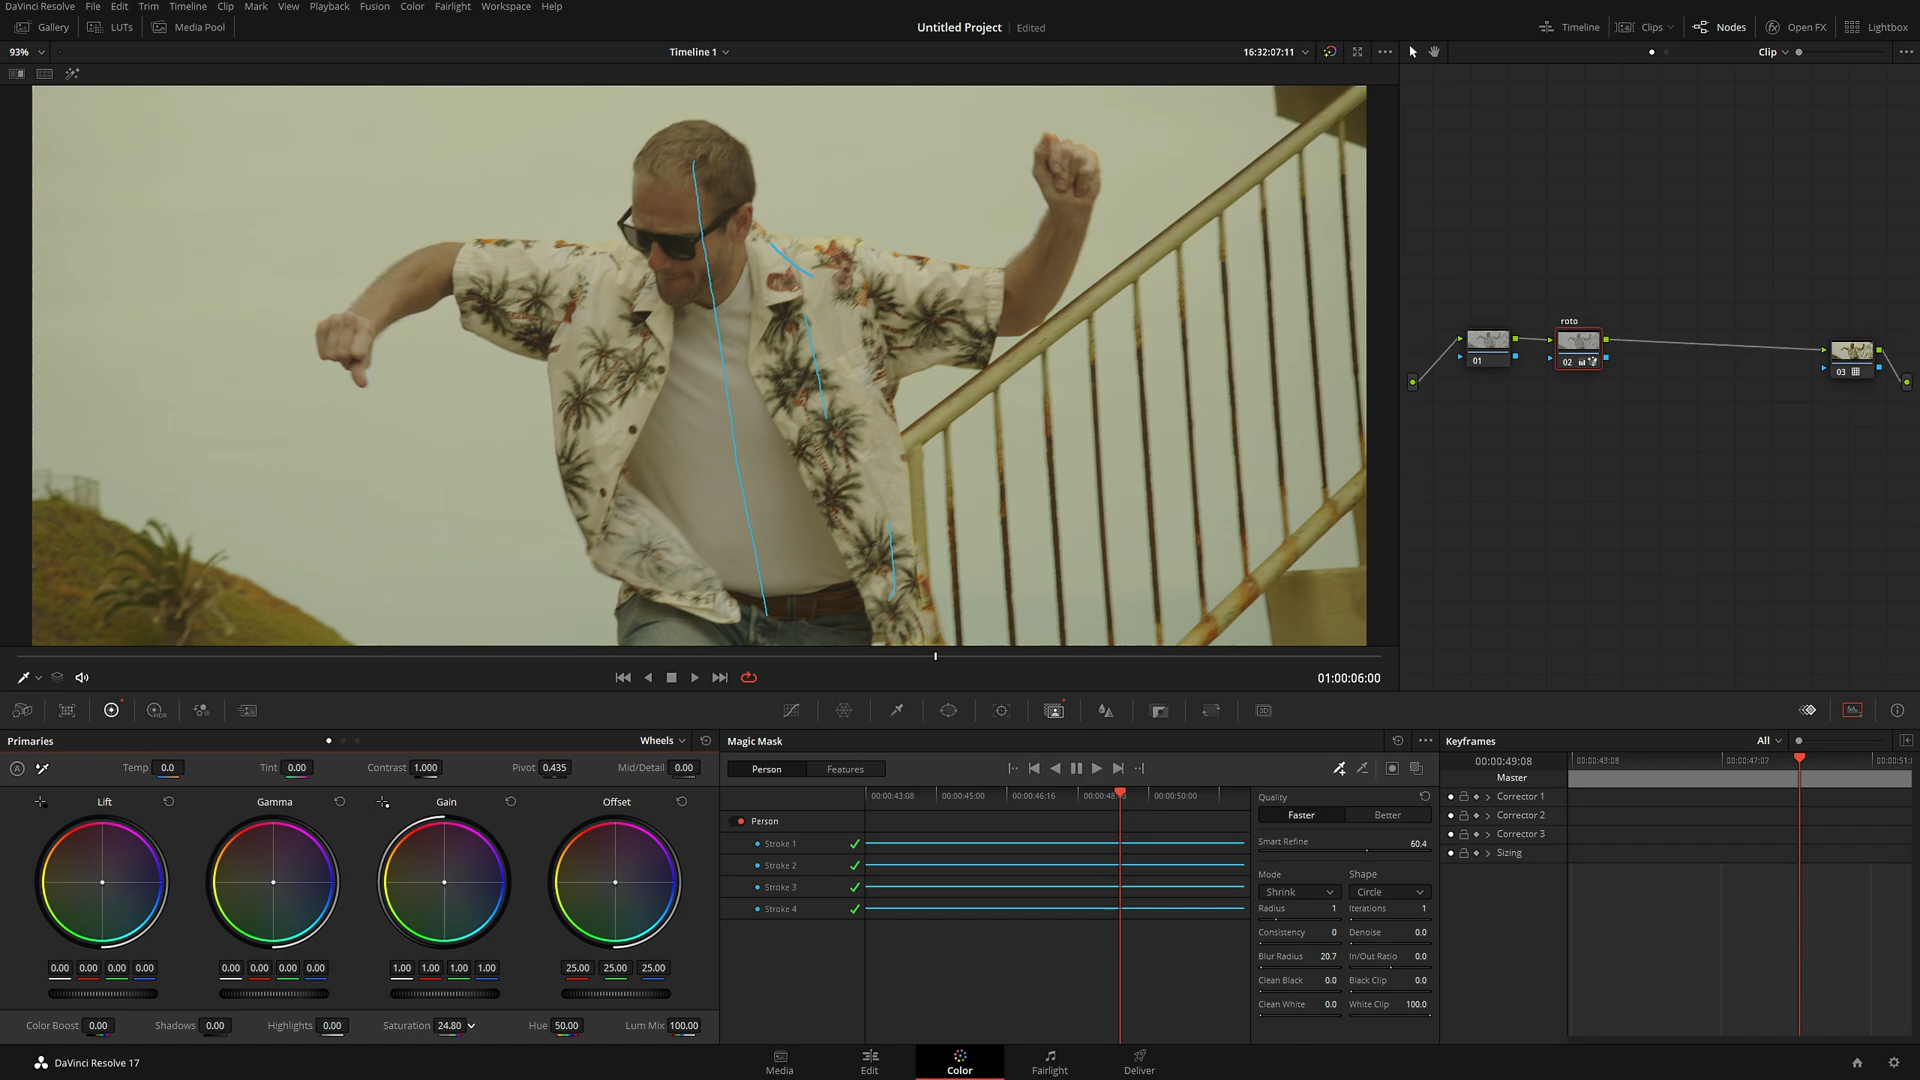 DaVinci Resolve File Edit Trim Timeline Clip Mark View Playback Fusion Color Fairlight Workspace Help
Gallery LUTs Media Pool Untitled Project Edited Timeline Clips Nodes Open FX Lightbox
93% Timeline 1 16:32:07:11 Clip
roto
01 02 03
01:00:06:00
Primaries Wheels Magic Mask Keyframes All
Temp 0.0 Tint 0.00 Contrast 1.000 Pivot 0.435 Mid/Detail 0.00
Person Features
00:00:49:08 00:00:43:08 00:00:47:07 00:00:51:
Master
Lift Gamma Gain Offset
00:00:43:08 00:00:45:00 00:00:46:16 00:00:48: 00:00:50:00
Quality
Faster Better
Person
Smart Refine 60.4
Stroke 1
Stroke 2
Stroke 3
Stroke 4
Mode Shape
Shrink Circle
Radius 1 Iterations 1
Consistency 0 Denoise 0.0
Blur Radius 20.7 In/Out Ratio 0.0
Clean Black 0.0 Black Clip 0.0
Clean White 0.0 White Clip 100.0
Corrector 1
Corrector 2
Corrector 3
Sizing
0.00 0.00 0.00 0.00 0.00 0.00 0.00 0.00 1.00 1.00 1.00 1.00 25.00 25.00 25.00
Color Boost 0.00 Shadows 0.00 Highlights 0.00 Saturation 24.80 Hue 50.00 Lum Mix 100.00
DaVinci Resolve 17
Media Edit Color Fairlight Deliver